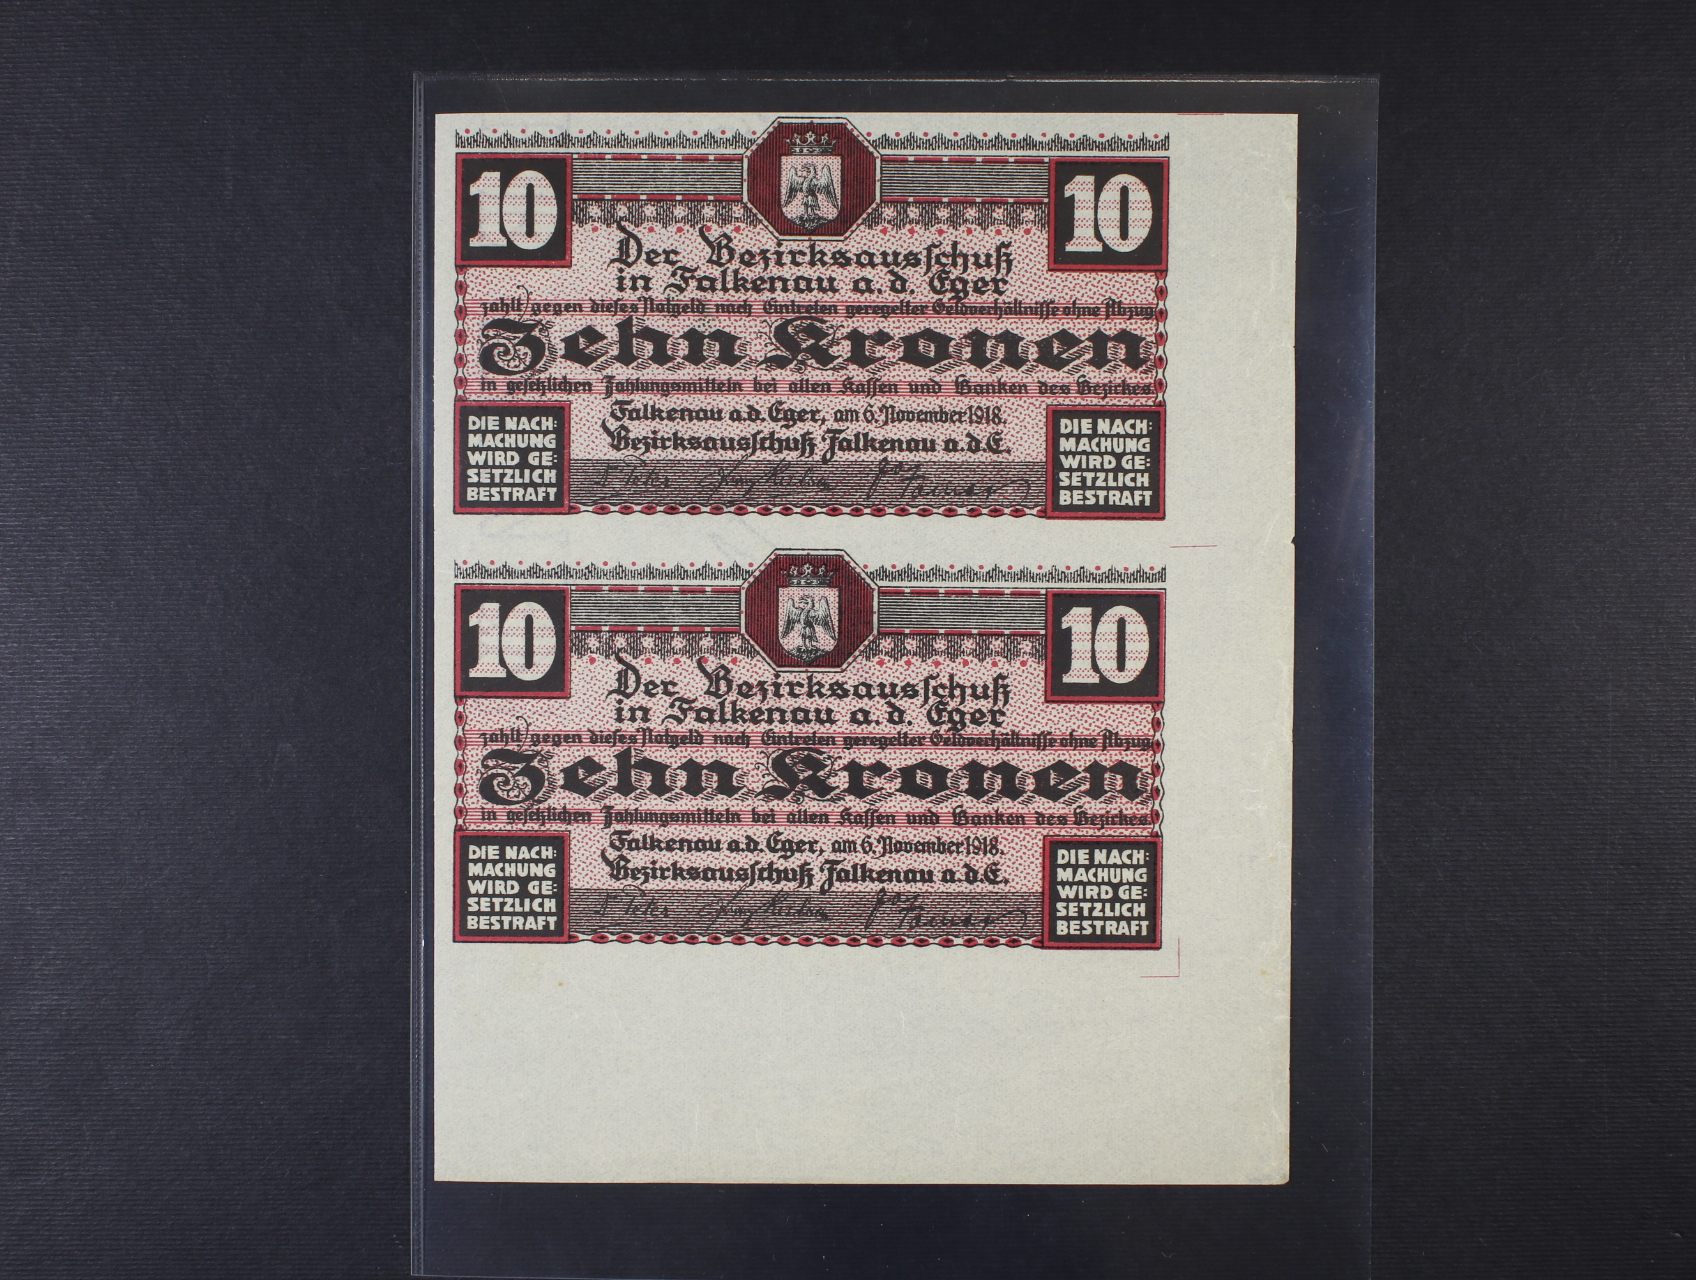 10 10
Der Bezirksausschuß
in Falkenau a. d. Eger
zahlt gegen dieses Notgeld nach Eintreten geregelter Geldverhältnisse ohne Abzug
Zehn Kronen
in gesetzlichen Zahlungsmitteln bei allen Kassen und Banken des Bezirkes.
Falkenau a. d. Eger, am 6. November 1918.
Bezirksausschuß Falkenau a. d. E.
DIE NACH:
MACHUNG
WIRD GE:
SETZLICH
BESTRAFT
DIE NACH:
MACHUNG
WIRD GE:
SETZLICH
BESTRAFT
10 10
Der Bezirksausschuß
in Falkenau a. d. Eger
zahlt gegen dieses Notgeld nach Eintreten geregelter Geldverhältnisse ohne Abzug
Zehn Kronen
in gesetzlichen Zahlungsmitteln bei allen Kassen und Banken des Bezirkes.
Falkenau a. d. Eger, am 6. November 1918.
Bezirksausschuß Falkenau a. d. E.
DIE NACH:
MACHUNG
WIRD GE:
SETZLICH
BESTRAFT
DIE NACH:
MACHUNG
WIRD GE:
SETZLICH
BESTRAFT